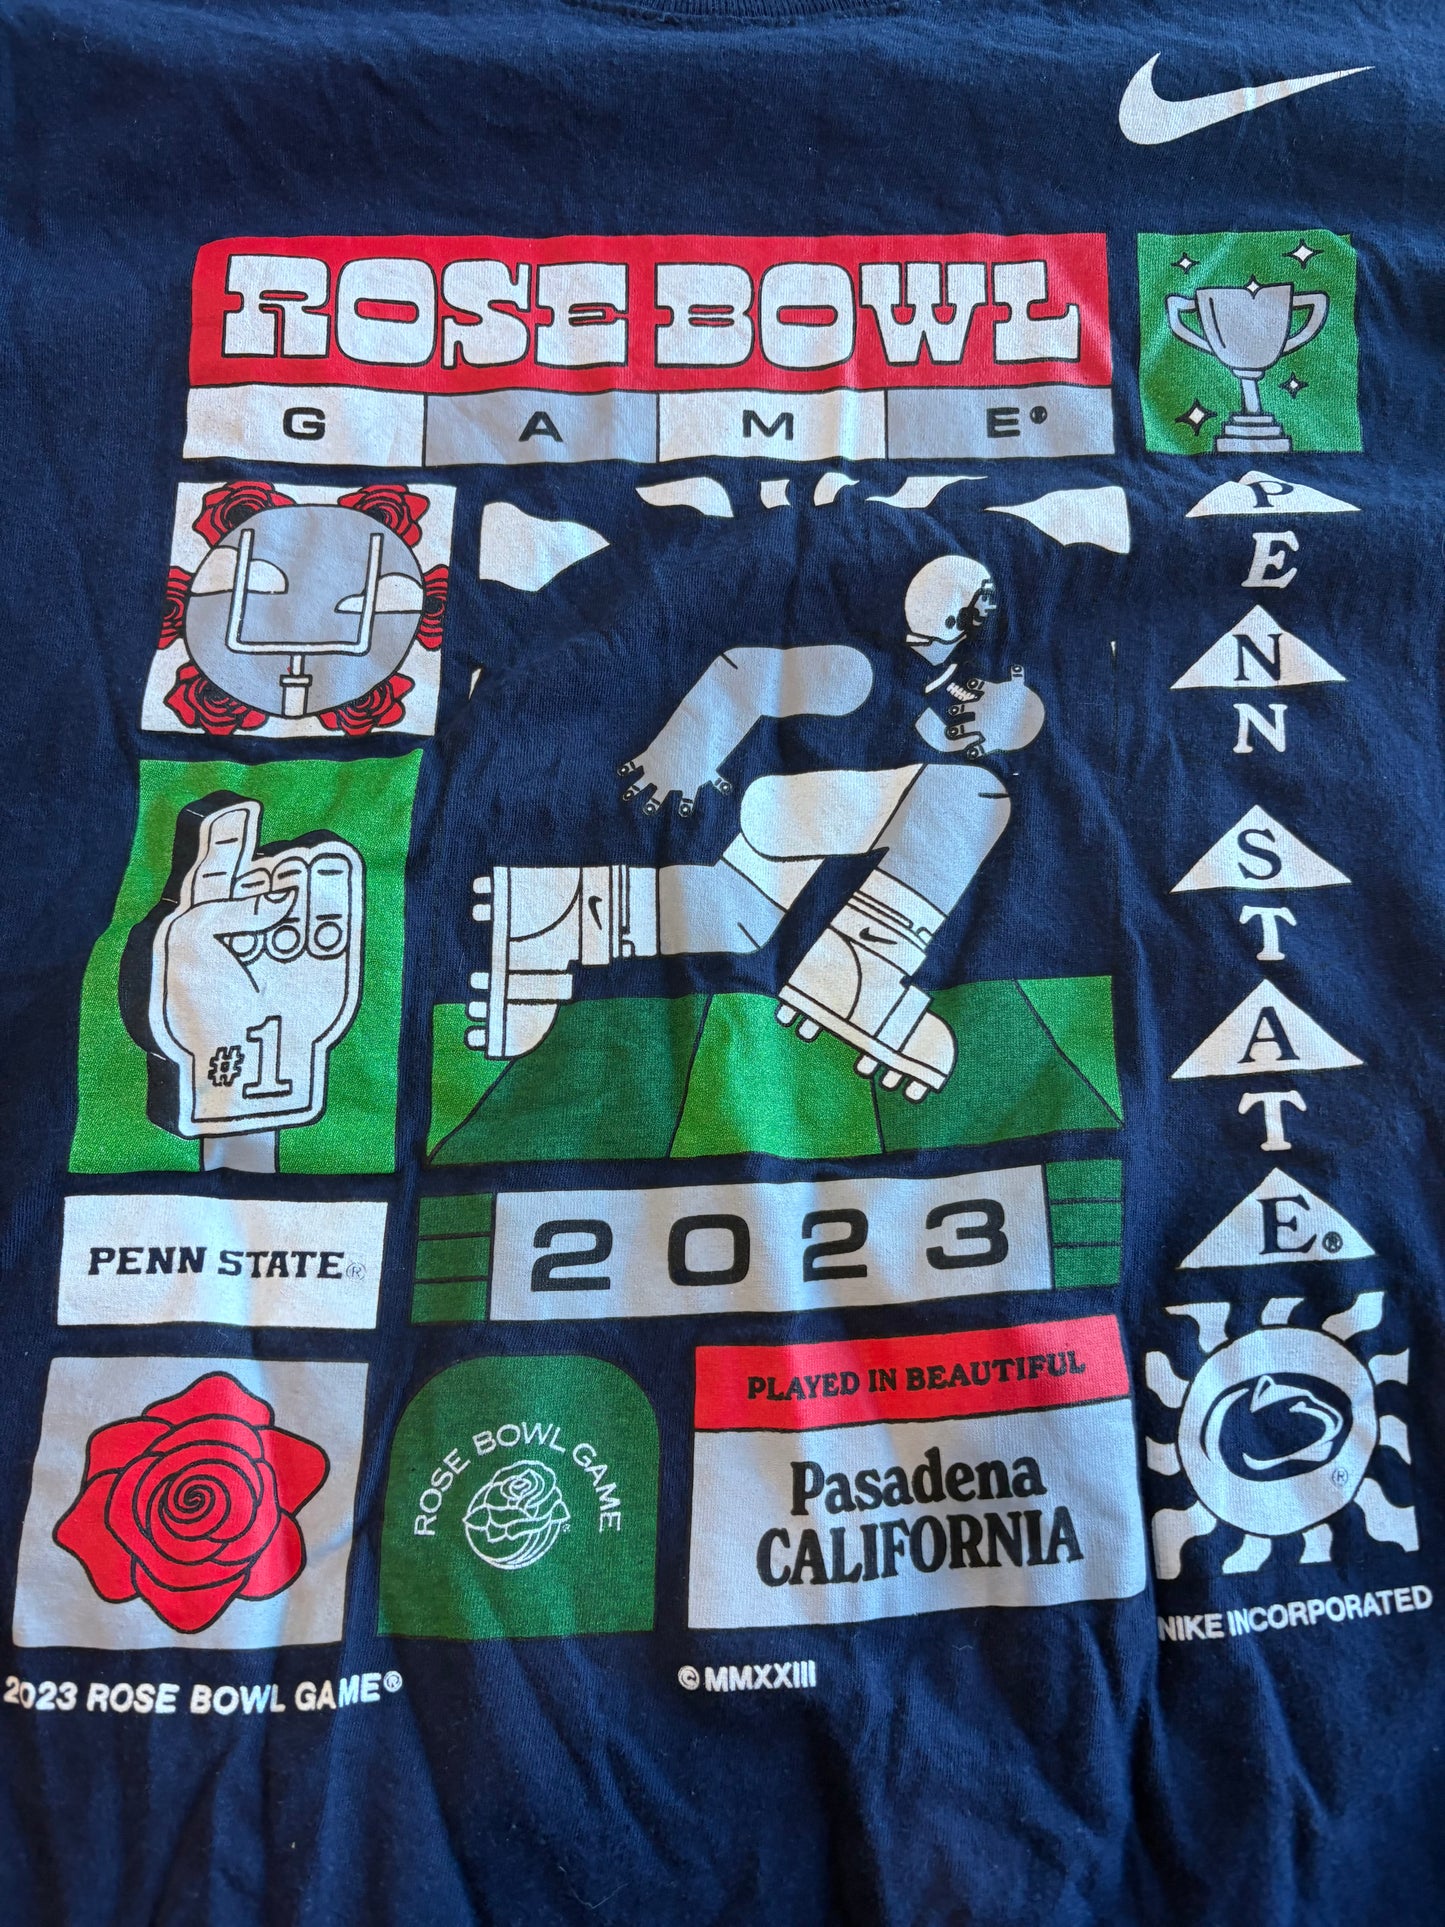 ROSE BOWL
GAME®
PENN STATE®
#1
PENN STATE®
2023
ROSE BOWL GAME
®
PLAYED IN BEAUTIFUL
Pasadena
CALIFORNIA
®
2023 ROSE BOWL GAME®
© MMXXIII
NIKE INCORPORATED